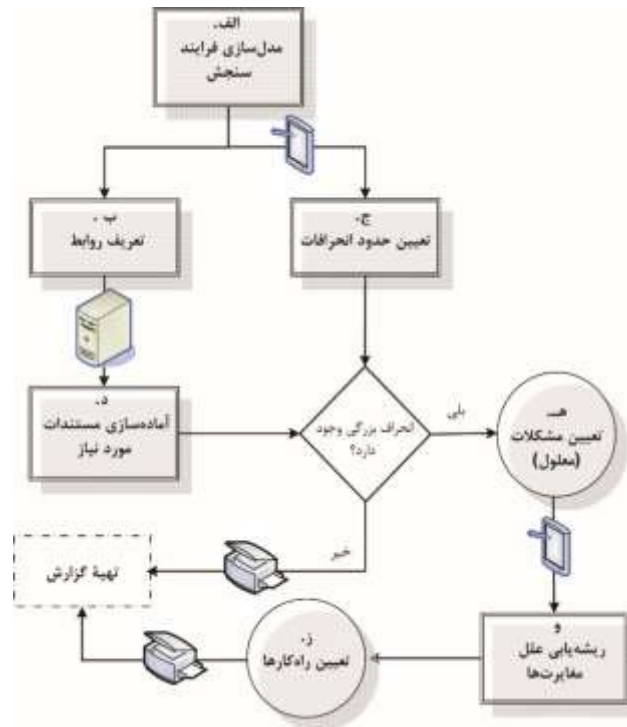 الف.
مدل‌سازی فرایند
سنجش
ب.
تعریف روابط
ج.
تعیین حدود انحرافات
د.
آماده‌سازی مستندات
مورد نیاز
انحراف بزرگی وجود
دارد؟
بلی
هـ
تعیین مشکلات
(معلول)
خیر
تهیۀ گزارش
ز.
تعیین راه‌کارها
و
ریشه‌یابی علل
مغایرت‌ها